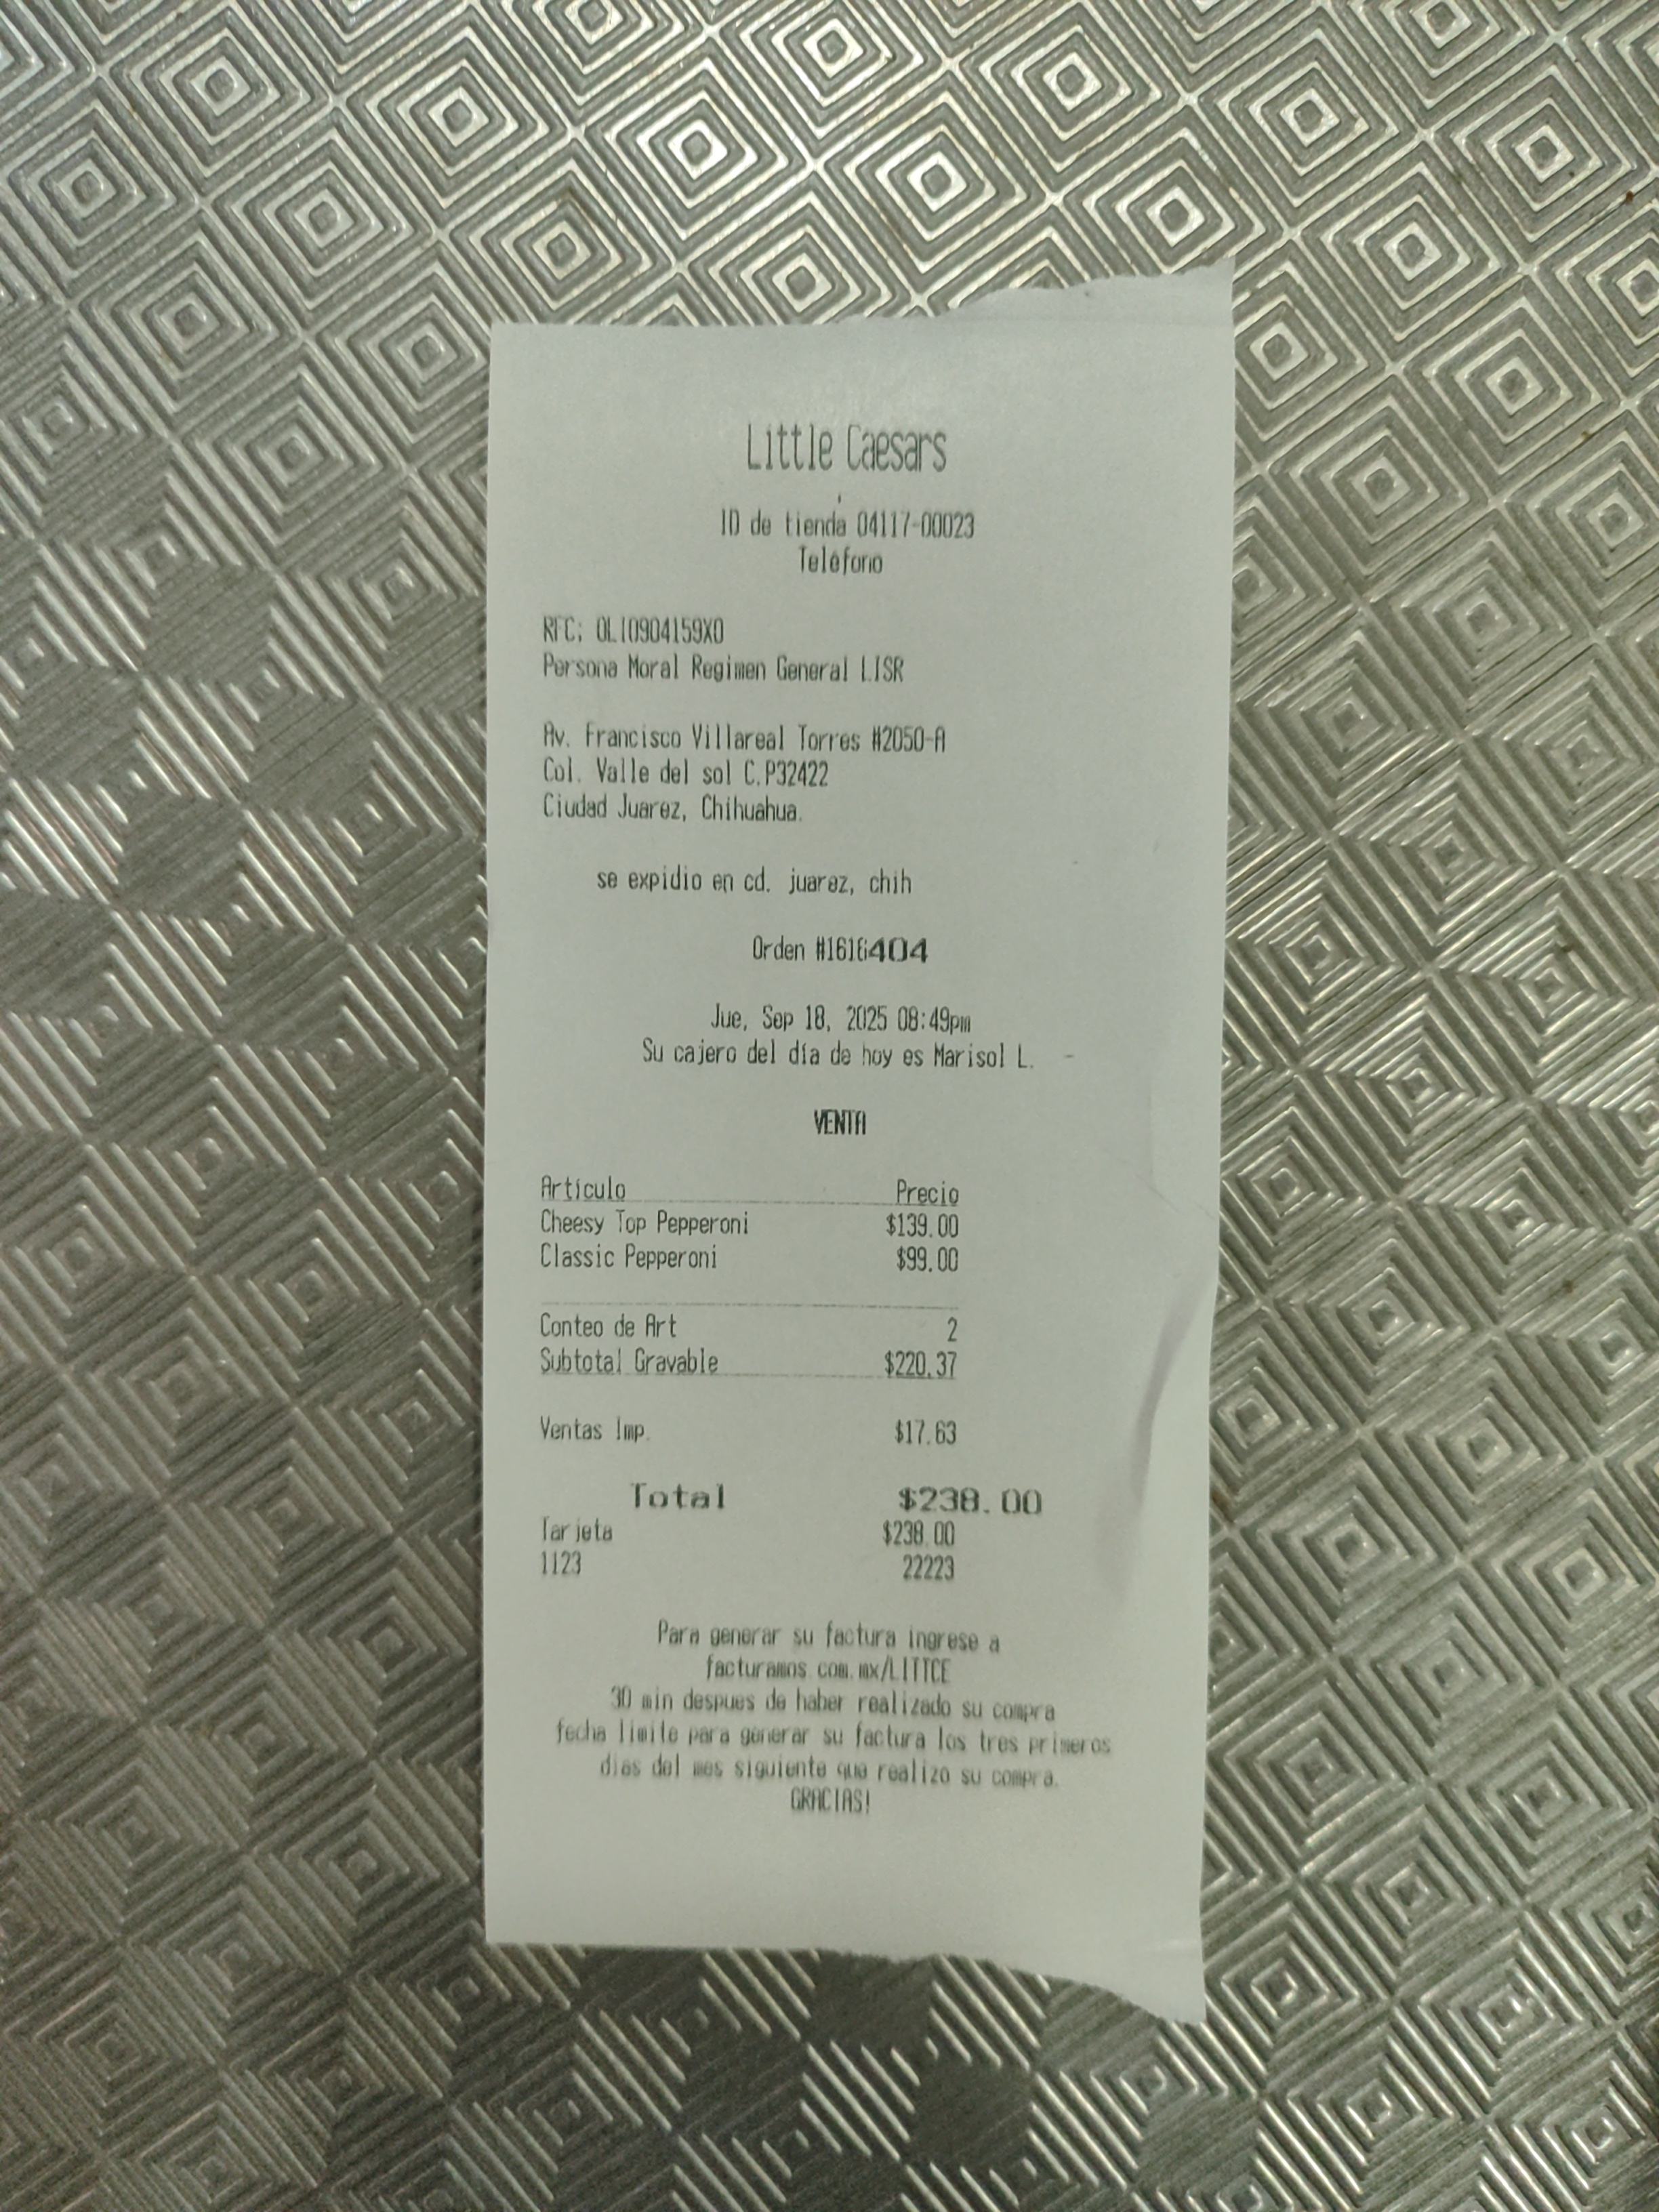 Little Caesars
ID de tienda 04117-00023
Teléfono
RFC: OLI0904159X0
Persona Moral Regimen General LISR
Av. Francisco Villareal Torres #2050-A
Col. Valle del sol C.P32422
Ciudad Juarez, Chihuahua.
se expidio en cd. juarez, chih
Orden #1616404
Jue, Sep 18, 2025 08:49pm
Su cajero del día de hoy es Marisol L.
VENTA
Artículo Precio
Cheesy Top Pepperoni $139.00
Classic Pepperoni $99.00
Conteo de Art 2
Subtotal Gravable $220.37
Ventas Imp. $17.63
Total $238.00
Tarjeta $238.00
1123 22223
Para generar su factura ingrese a
facturamos.com.mx/LITTCE
30 min despues de haber realizado su compra
fecha limite para generar su factura los tres primeros
dias del mes siguiente que realizo su compra.
GRACIAS!